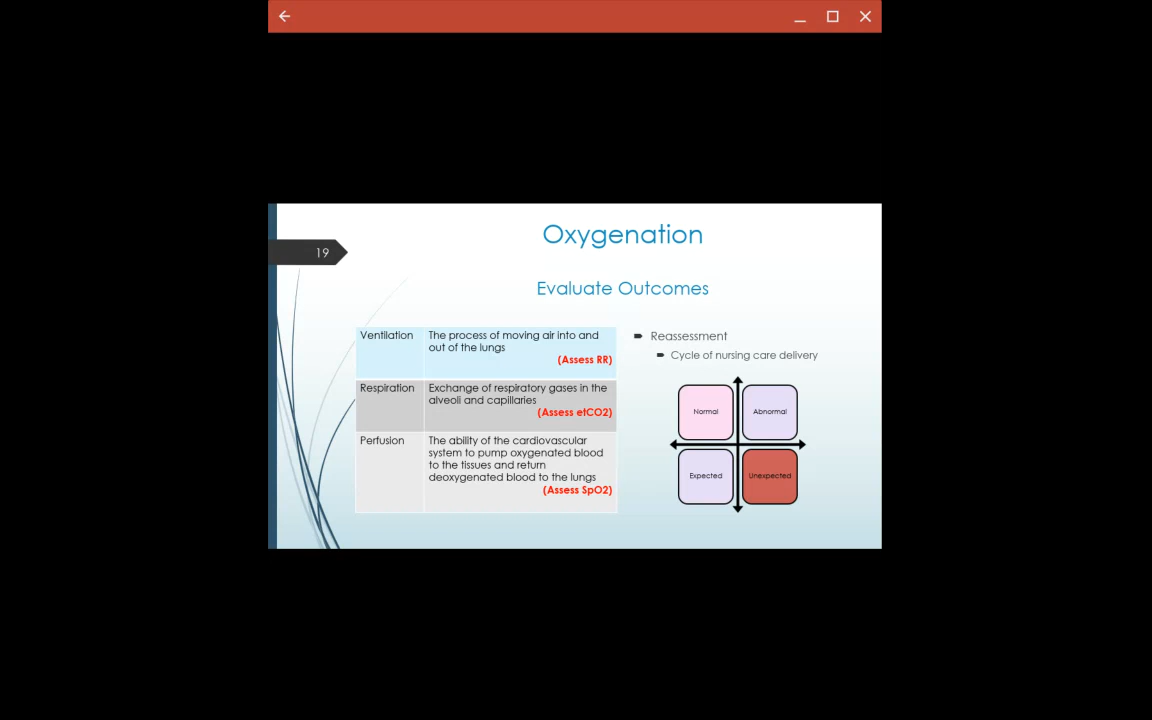 19
Oxygenation
Evaluate Outcomes
Ventilation
The process of moving air into and
out of the lungs
(Assess RR)
Respiration
Exchange of respiratory gases in the
alveoli and capillaries
(Assess etCO2)
Perfusion
The ability of the cardiovascular
system to pump oxygenated blood
to the tissues and return
deoxygenated blood to the lungs
(Assess SpO2)
Reassessment
Cycle of nursing care delivery
Normal
Abnormal
Expected
Unexpected